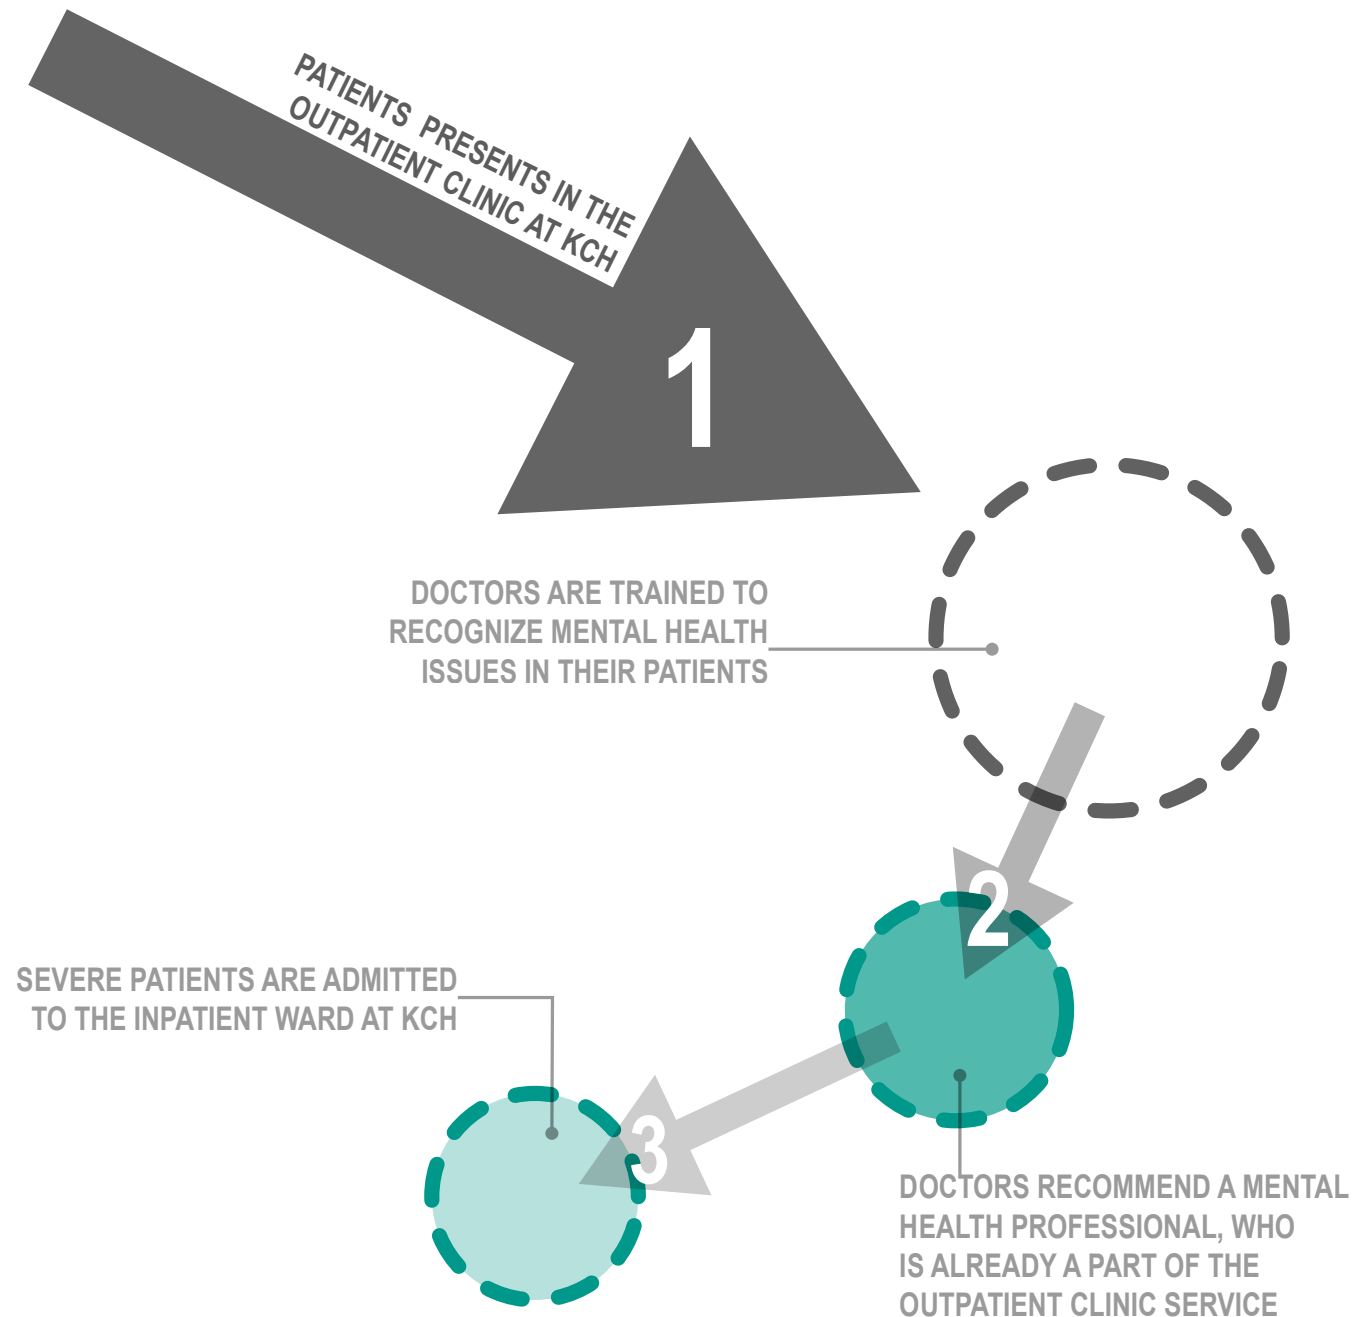 PATIENTS PRESENTS IN THE
OUTPATIENT CLINIC AT KCH
1
DOCTORS ARE TRAINED TO
RECOGNIZE MENTAL HEALTH
ISSUES IN THEIR PATIENTS
2
SEVERE PATIENTS ARE ADMITTED
TO THE INPATIENT WARD AT KCH
3
DOCTORS RECOMMEND A MENTAL
HEALTH PROFESSIONAL, WHO
IS ALREADY A PART OF THE
OUTPATIENT CLINIC SERVICE